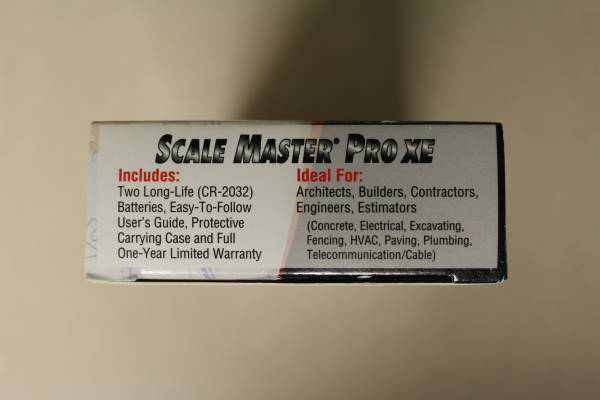 SCALE MASTER® PRO XE
Includes:
Two Long-Life (CR-2032)
Batteries, Easy-To-Follow
User's Guide, Protective
Carrying Case and Full
One-Year Limited Warranty
Ideal For:
Architects, Builders, Contractors,
Engineers, Estimators
(Concrete, Electrical, Excavating,
Fencing, HVAC, Paving, Plumbing,
Telecommunication/Cable)